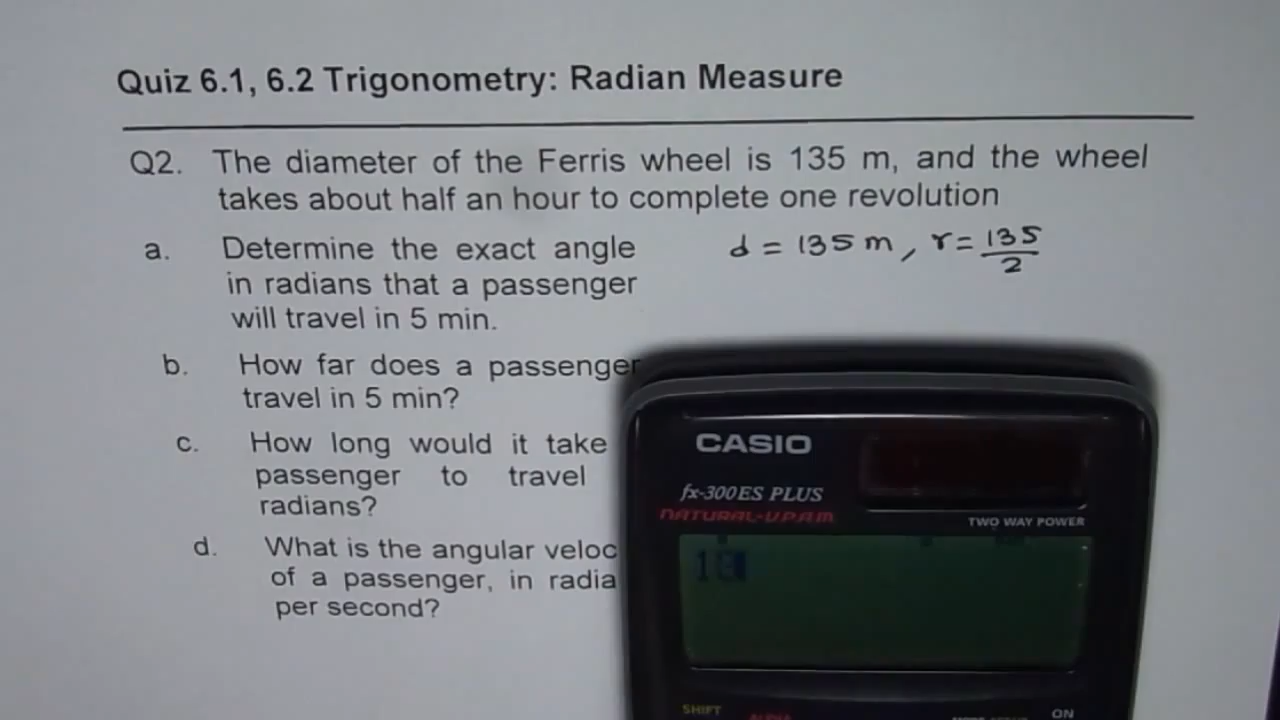 Quiz 6.1, 6.2 Trigonometry: Radian Measure
Q2. The diameter of the Ferris wheel is 135 m, and the wheel
takes about half an hour to complete one revolution
a. Determine the exact angle
in radians that a passenger
will travel in 5 min.
d = 135 m, r = 135/2
b. How far does a passenger
travel in 5 min?
c. How long would it take
passenger to travel
radians?
d. What is the angular veloc
of a passenger, in radia
per second?
CASIO
fx-300ES PLUS
NATURAL-V.P.A.M.
TWO WAY POWER
SHIFT
ON